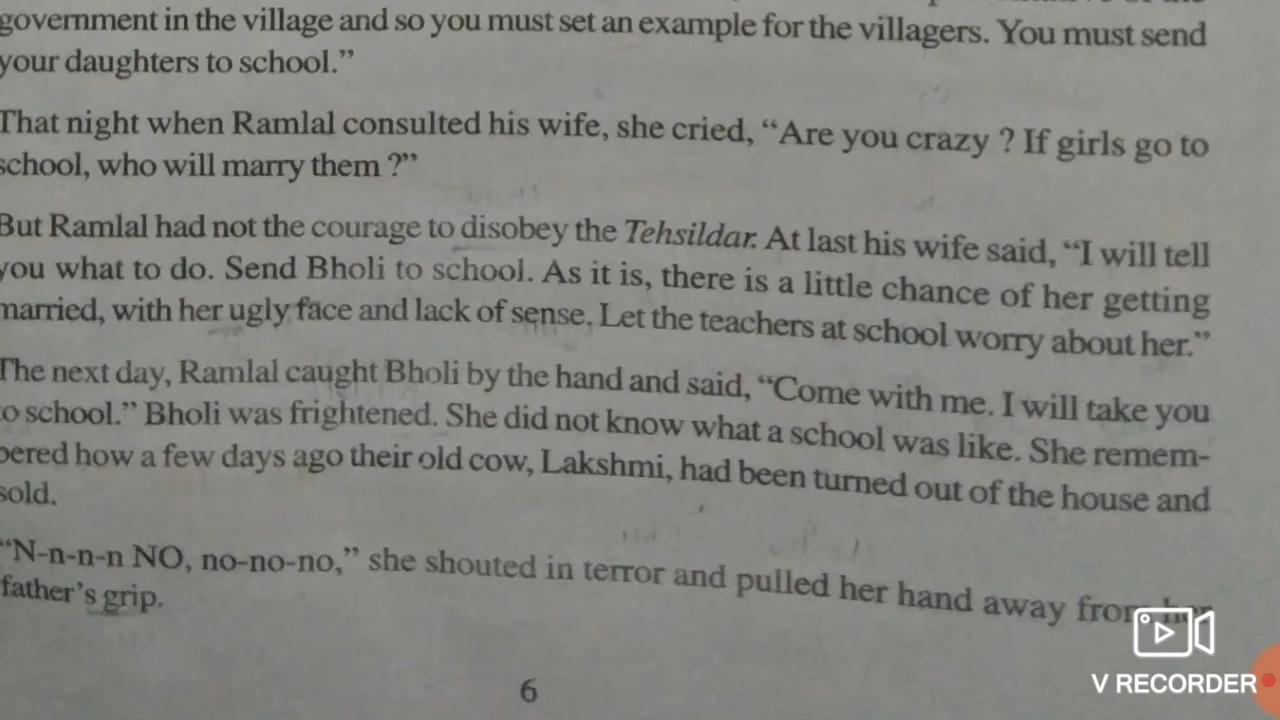 government in the village and so you must set an example for the villagers. You must send
your daughters to school.”
That night when Ramlal consulted his wife, she cried, “Are you crazy ? If girls go to
school, who will marry them ?”
But Ramlal had not the courage to disobey the Tehsildar. At last his wife said, “I will tell
you what to do. Send Bholi to school. As it is, there is a little chance of her getting
married, with her ugly face and lack of sense. Let the teachers at school worry about her.”
The next day, Ramlal caught Bholi by the hand and said, “Come with me. I will take you
to school.” Bholi was frightened. She did not know what a school was like. She remem-
bered how a few days ago their old cow, Lakshmi, had been turned out of the house and
sold.
“N-n-n-n NO, no-no-no,” she shouted in terror and pulled her hand away from her
father’s grip.
6
V RECORDER